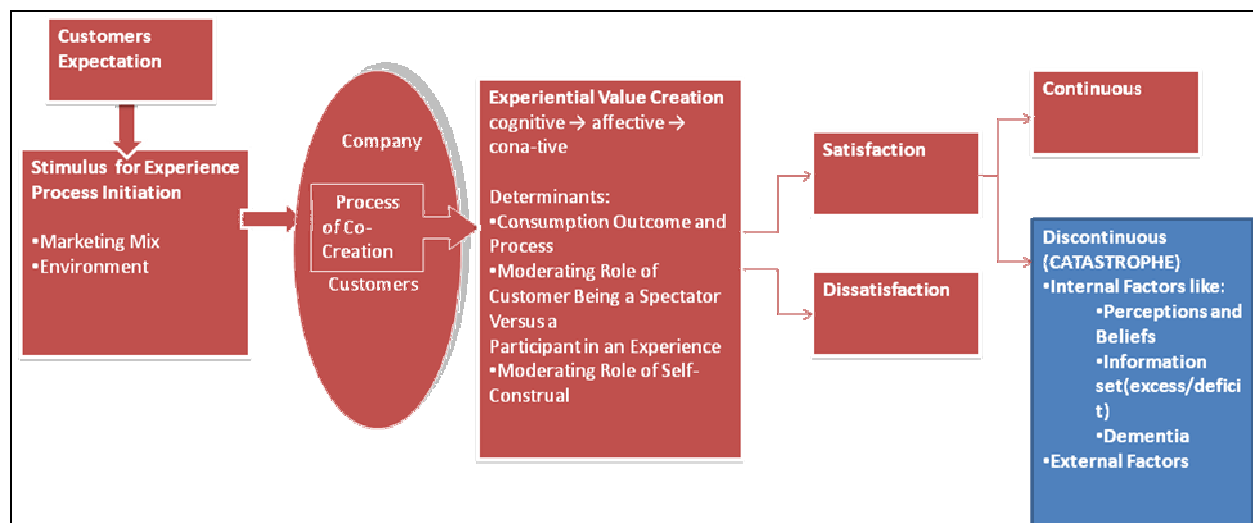 Customers
Expectation
Stimulus for Experience
Process Initiation
•Marketing Mix
•Environment
Company
Process
of Co-
Creation
Customers
Experiential Value Creation
cognitive → affective →
cona-tive
Determinants:
•Consumption Outcome and
Process
•Moderating Role of
Customer Being a Spectator
Versus a
Participant in an Experience
•Moderating Role of Self-
Construal
Satisfaction
Dissatisfaction
Continuous
Discontinuous
(CATASTROPHE)
•Internal Factors like:
•Perceptions and
Beliefs
•Information
set(excess/defici
t)
•Dementia
•External Factors